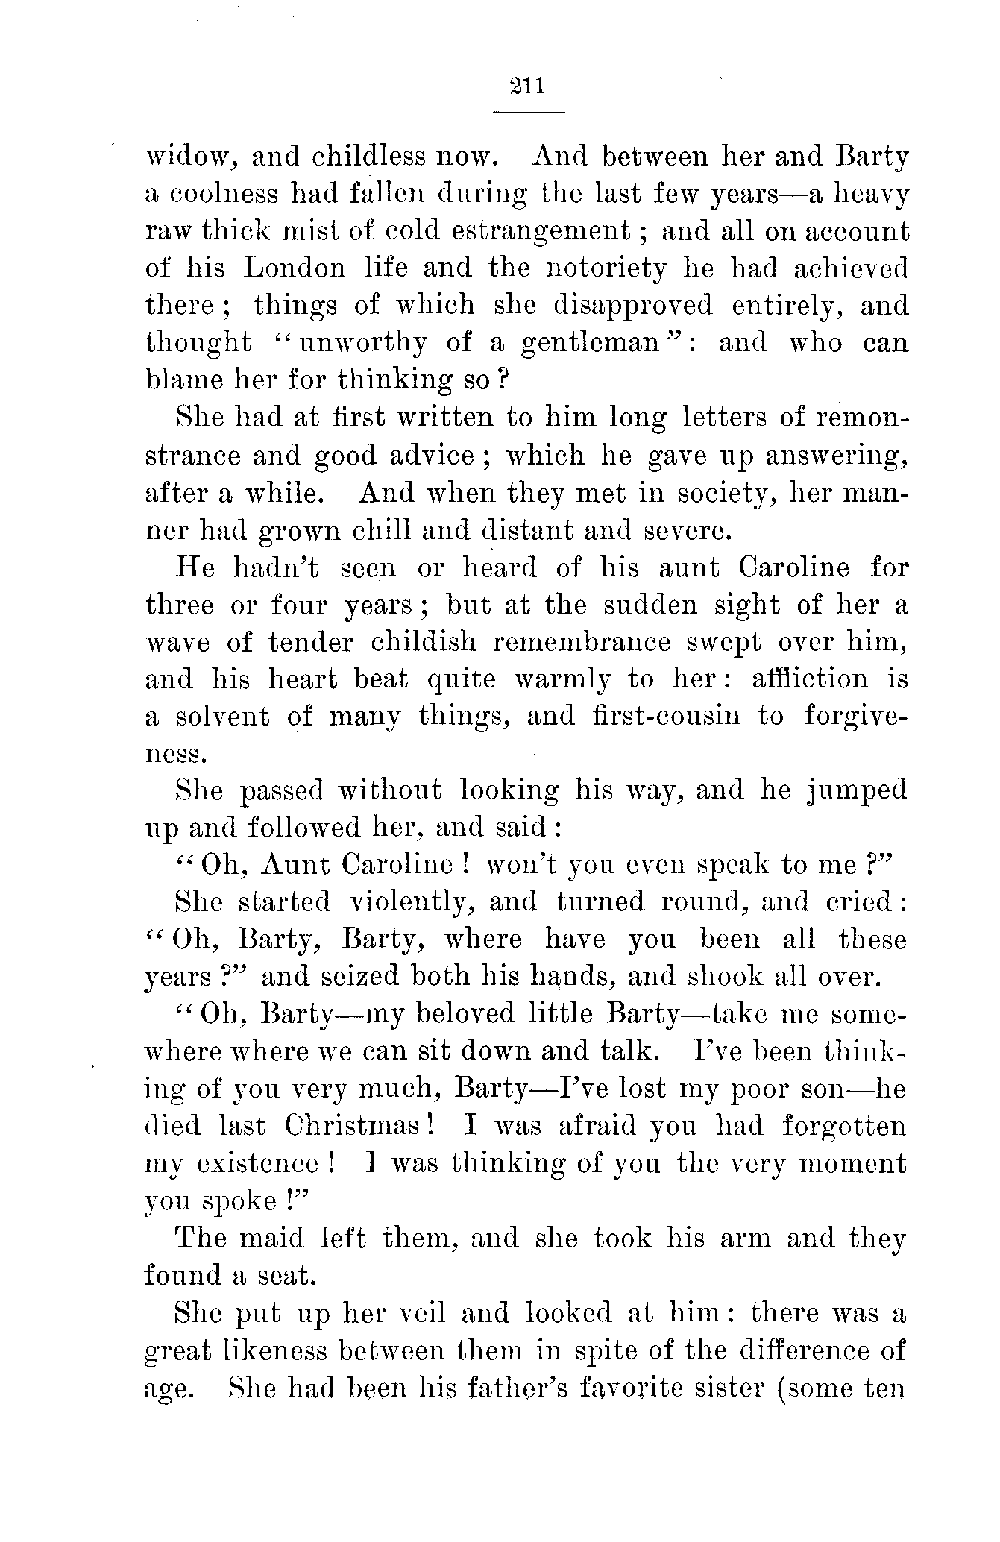 211
widow, and childless now. And between her and Barty
a coolness had fallen during the last few years—a heavy
raw thick mist of cold estrangement ; and all on account
of his London life and the notoriety he had achieved
there ; things of which she disapproved entirely, and
thought “ unworthy of a gentleman ” : and who can
blame her for thinking so ?
She had at first written to him long letters of remon-
strance and good advice ; which he gave up answering,
after a while. And when they met in society, her man-
ner had grown chill and distant and severe.
He hadn’t seen or heard of his aunt Caroline for
three or four years ; but at the sudden sight of her a
wave of tender childish remembrance swept over him,
and his heart beat quite warmly to her : affliction is
a solvent of many things, and first-cousin to forgive-
ness.
She passed without looking his way, and he jumped
up and followed her, and said :
“ Oh, Aunt Caroline ! won’t you even speak to me ?”
She started violently, and turned round, and cried :
“ Oh, Barty, Barty, where have you been all these
years ?” and seized both his hands, and shook all over.
“ Oh, Barty—my beloved little Barty—take me some-
where where we can sit down and talk. I’ve been think-
ing of you very much, Barty—I’ve lost my poor son—he
died last Christmas ! I was afraid you had forgotten
my existence ! I was thinking of you the very moment
you spoke !”
The maid left them, and she took his arm and they
found a seat.
She put up her veil and looked at him : there was a
great likeness between them in spite of the difference of
age. She had been his father’s favorite sister (some ten